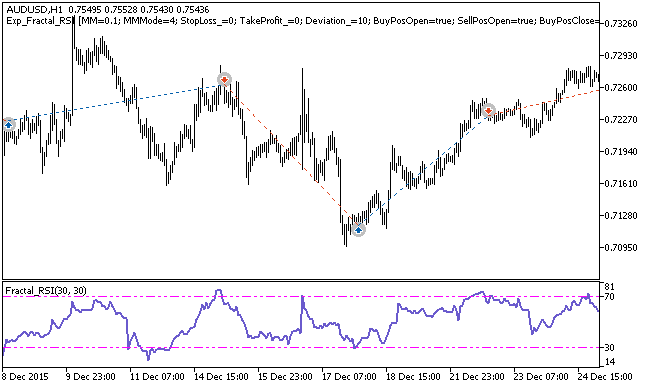 AUDUSD,H1 0.75495 0.75528 0.75430 0.75436
Exp_Fractal_RSI [MM=0.1; MMMode=4; StopLoss_=0; TakeProfit_=0; Deviation_=10; BuyPosOpen=true; SellPosOpen=true; BuyPosClose=
0.73260
0.72930
0.72600
0.72270
0.71940
0.71610
0.71280
0.70950
Fractal_RSI(30, 30)
81
70
30
14
8 Dec 2015
9 Dec 23:00
11 Dec 07:00
14 Dec 15:00
15 Dec 23:00
17 Dec 07:00
18 Dec 15:00
21 Dec 23:00
23 Dec 07:00
24 Dec 15:00